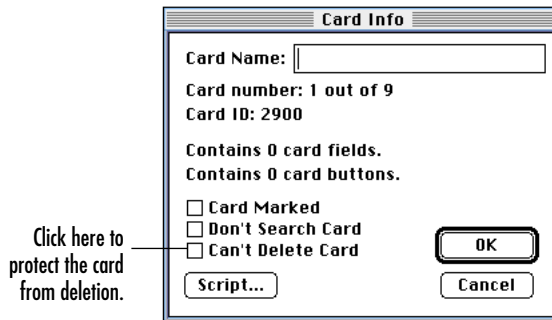 Card Info
Card Name:
Card number: 1 out of 9
Card ID: 2900
Contains 0 card fields.
Contains 0 card buttons.
Card Marked
Don't Search Card
Can't Delete Card
OK
Script...
Cancel
Click here to
protect the card
from deletion.